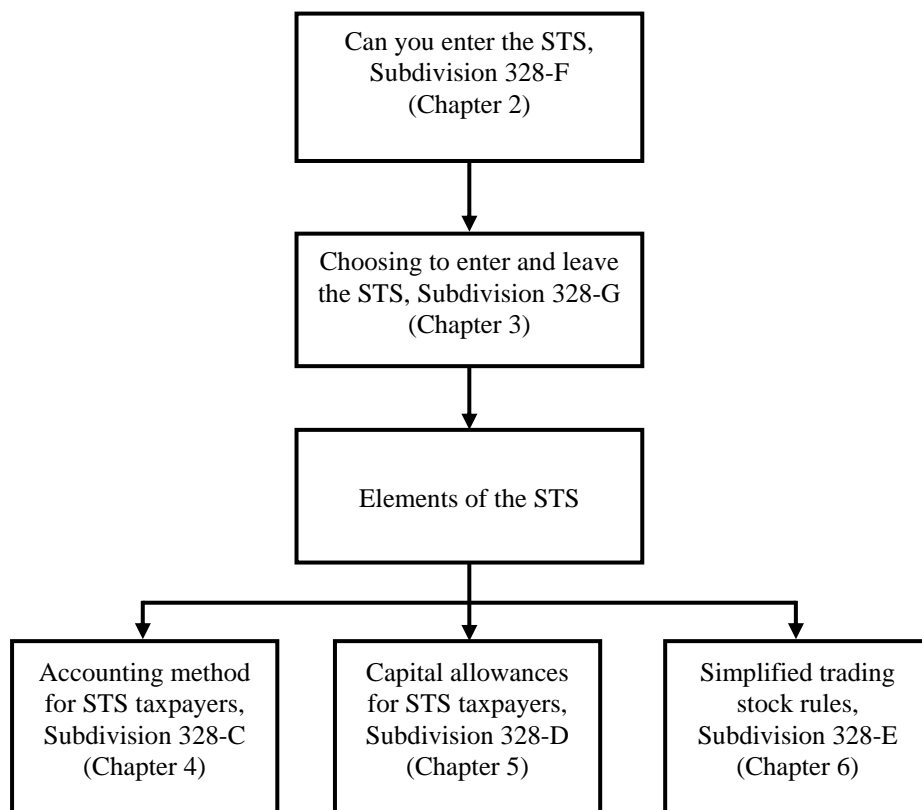 Can you enter the STS,
Subdivision 328-F
(Chapter 2)
Choosing to enter and leave
the STS, Subdivision 328-G
(Chapter 3)
Elements of the STS
Accounting method
for STS taxpayers,
Subdivision 328-C
(Chapter 4)
Capital allowances
for STS taxpayers,
Subdivision 328-D
(Chapter 5)
Simplified trading
stock rules,
Subdivision 328-E
(Chapter 6)